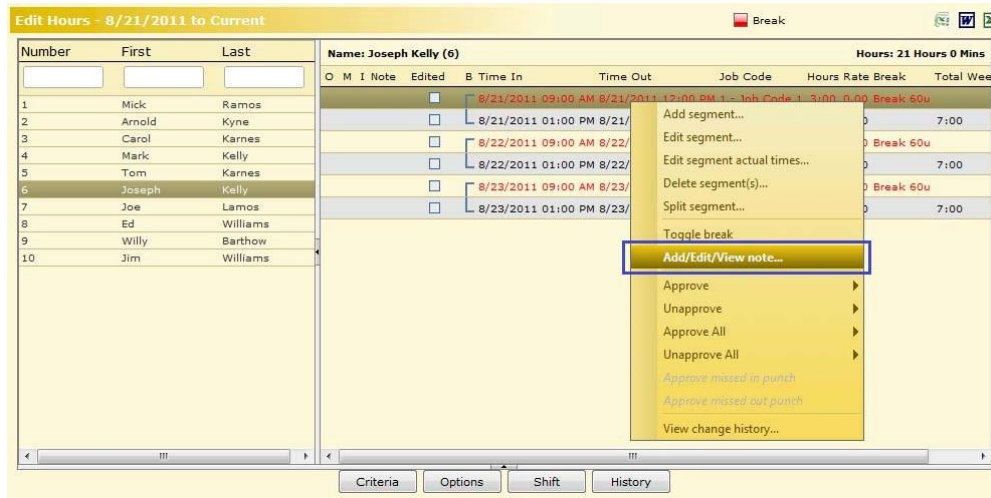 Edit Hours - 8/21/2011 to Current Break
Number First Last
1 Mick Ramos
2 Arnold Kyne
3 Carol Karnes
4 Mark Kelly
5 Tom Karnes
6 Joseph Kelly
7 Joe Lamos
8 Ed Williams
9 Willy Barthow
10 Jim Williams
Name: Joseph Kelly (6) Hours: 21 Hours 0 Mins
O M I Note Edited B Time In Time Out Job Code Hours Rate Break Total Wee
8/21/2011 09:00 AM 8/21/2011 12:00 PM 1 - Job Code 1 3:00 0.00 Break 60u
8/21/2011 01:00 PM 8/21/ 7:00
8/22/2011 09:00 AM 8/22/ Break 60u
8/22/2011 01:00 PM 8/22/ 7:00
8/23/2011 09:00 AM 8/23/ Break 60u
8/23/2011 01:00 PM 8/23/ 7:00
Add segment...
Edit segment...
Edit segment actual times...
Delete segment(s)...
Split segment...
Toggle break
Add/Edit/View note...
Approve
Unapprove
Approve All
Unapprove All
Approve missed in punch
Approve missed out punch
View change history...
Criteria Options Shift History